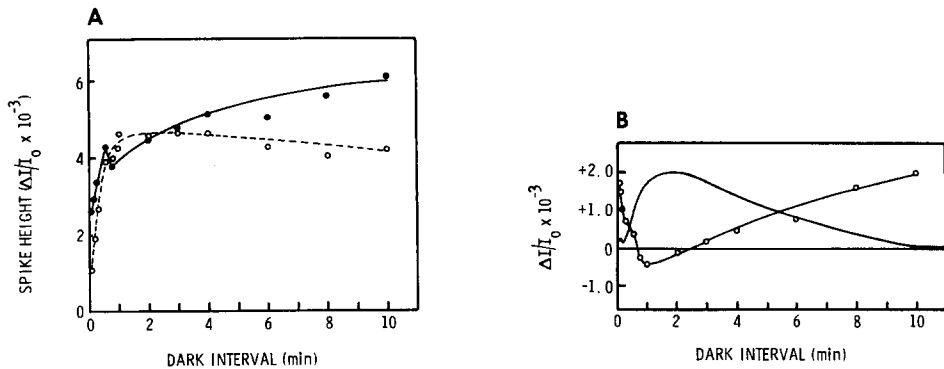 A
SPIKE HEIGHT (ΔI/I₀ x 10⁻³)
6
4
2
0
0 2 4 6 8 10
DARK INTERVAL (min)
B
ΔI/I₀ x 10⁻³
+2.0
+1.0
0
-1.0
0 2 4 6 8 10
DARK INTERVAL (min)